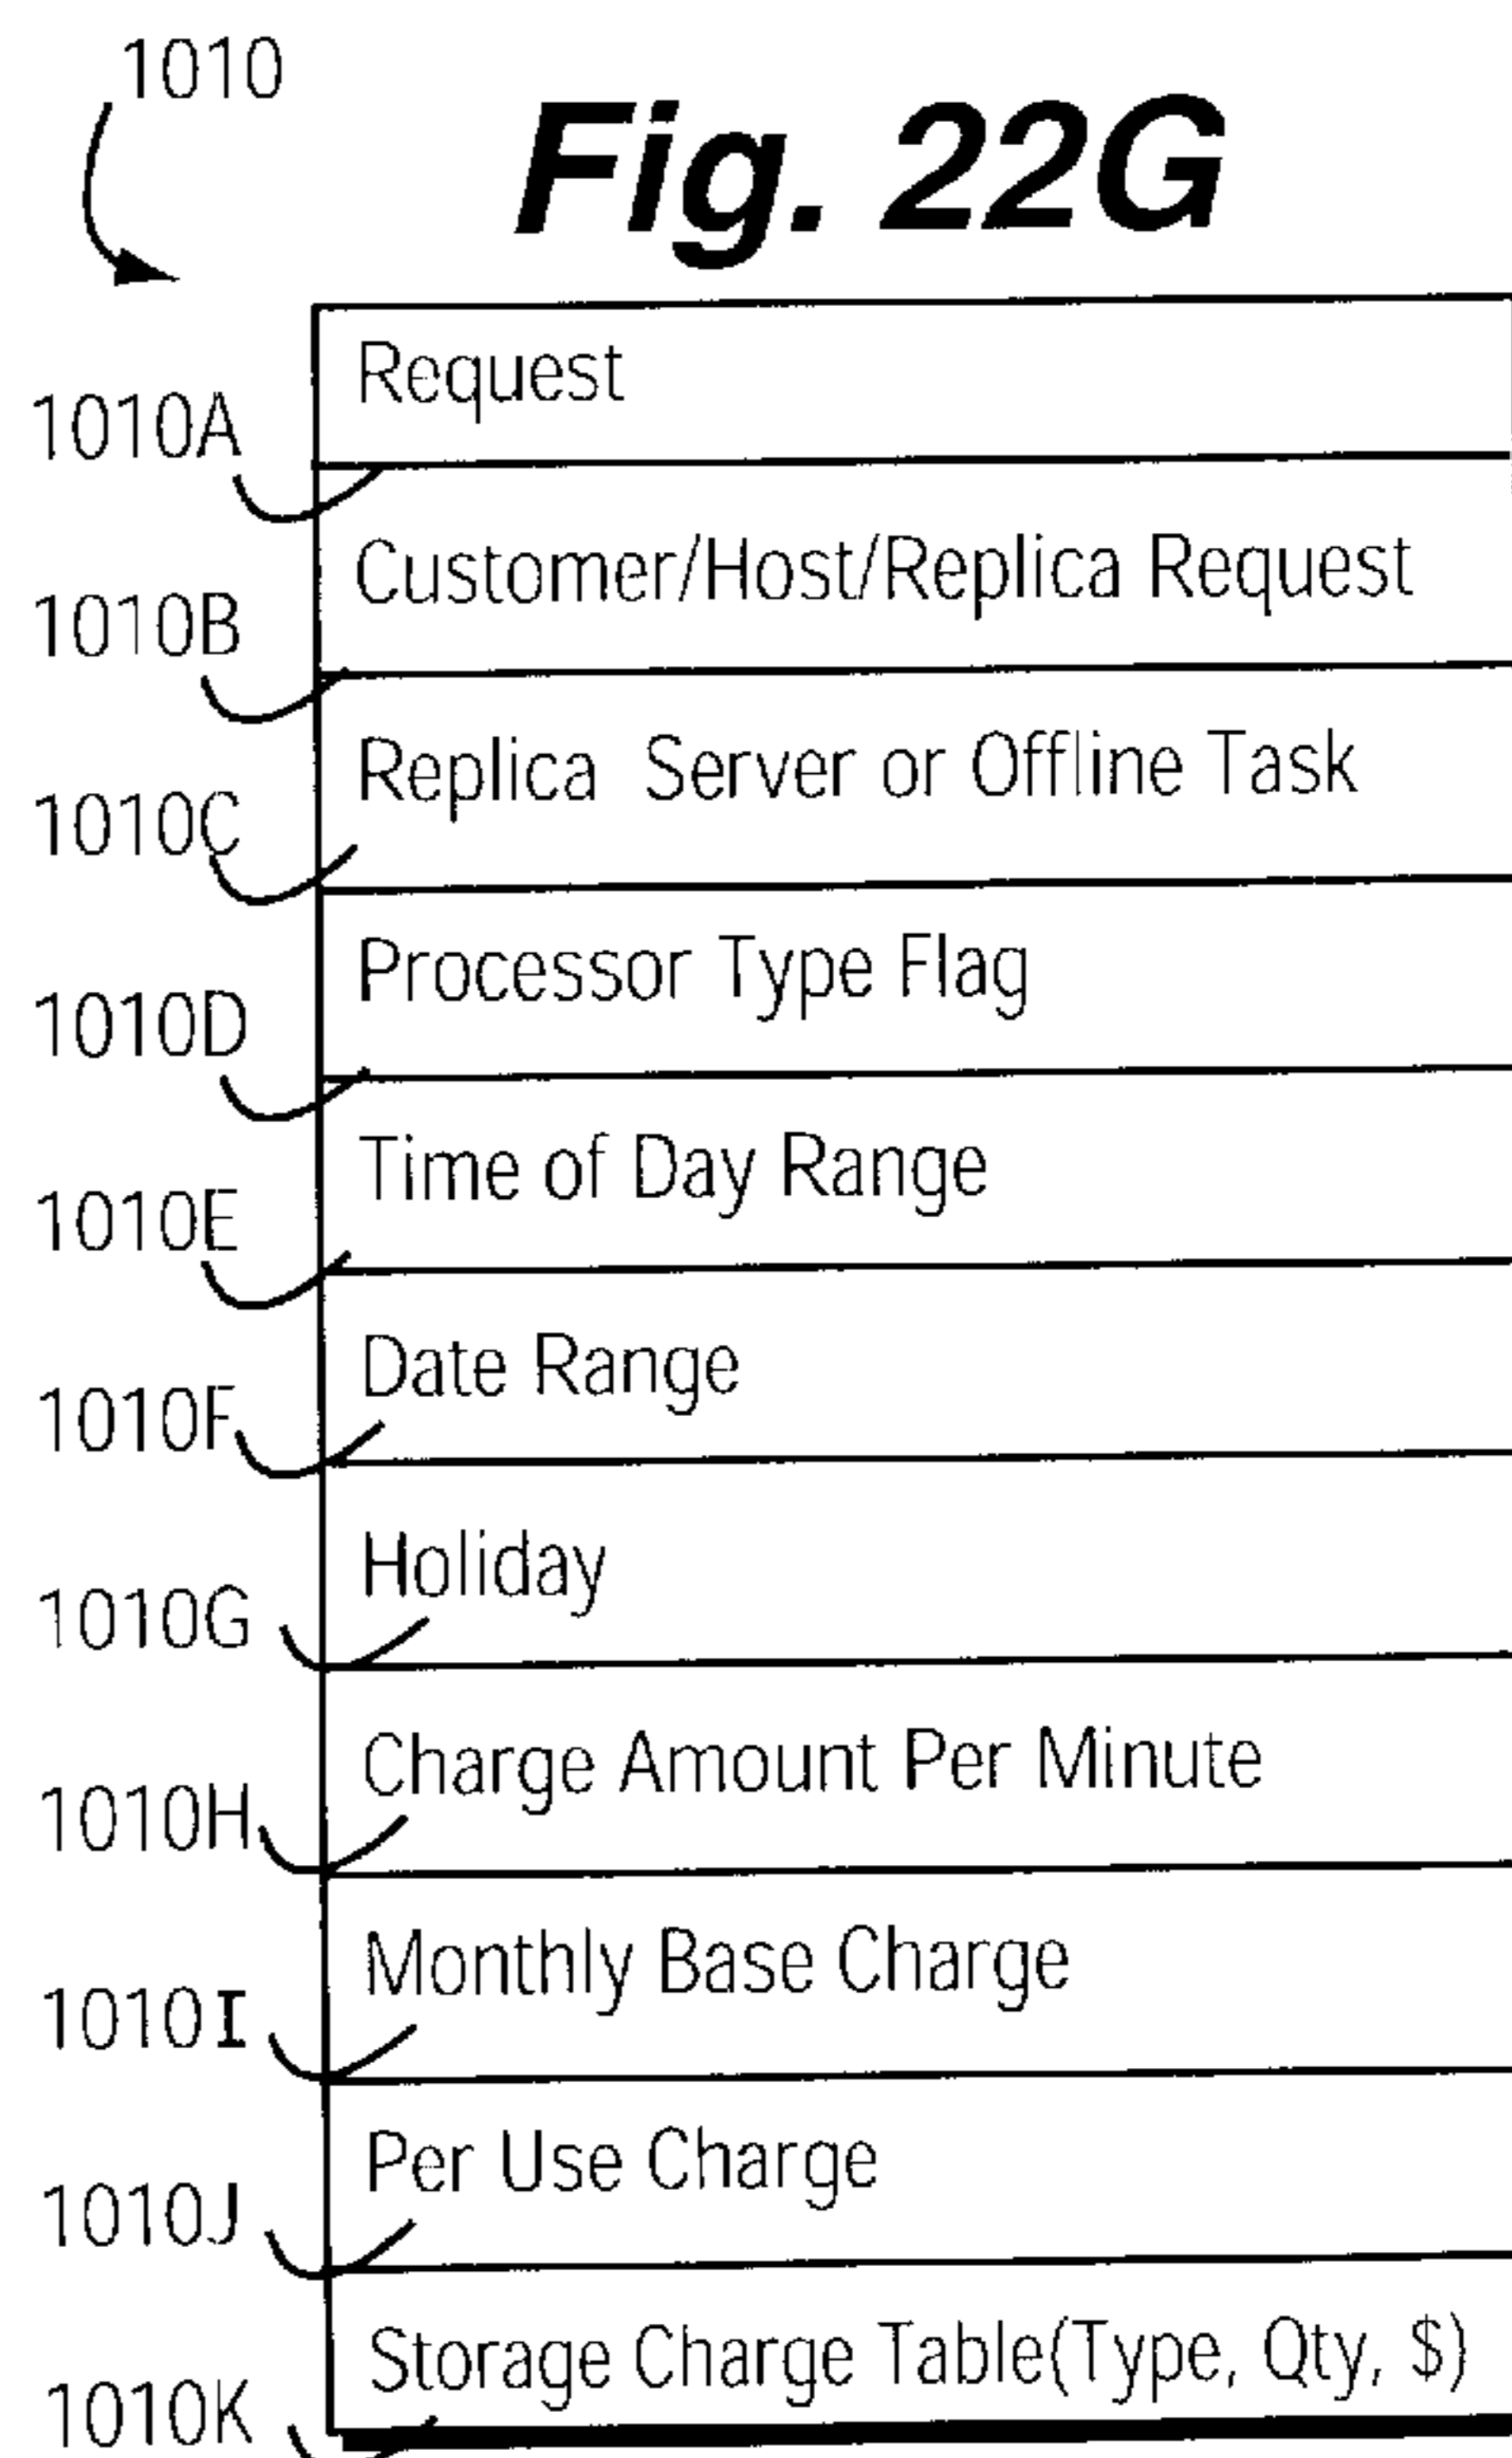 1010
Fig. 22G
Request
1010A
Customer/Host/Replica Request
1010B
Replica Server or Offline Task
1010C
Processor Type Flag
1010D
Time of Day Range
1010E
Date Range
1010F
Holiday
1010G
Charge Amount Per Minute
1010H
Monthly Base Charge
1010I
Per Use Charge
1010J
Storage Charge Table(Type, Qty, $)
1010K